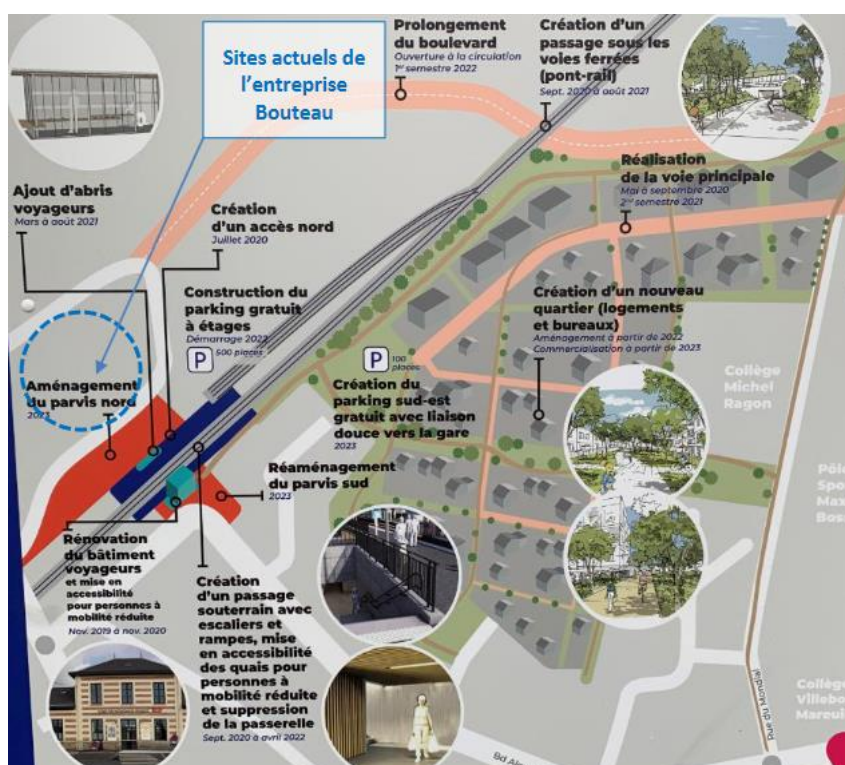 Sites actuels de
l'entreprise
Bouteau
Prolongement
du boulevard
Ouverture à la circulation
1er semestre 2022
Création d'un
passage sous les
voies ferrées
(pont-rail)
Sept. 2020 à août 2021
Ajout d'abris
voyageurs
Mars à août 2021
Création
d'un accès nord
Juillet 2020
Réalisation
de la voie principale
Mai à septembre 2020
2nd semestre 2021
Construction du
parking gratuit
à étages
Démarrage 2022
P 500 places
P 100
places
Création d'un nouveau
quartier (logements
et bureaux)
Aménagement à partir de 2022
Commercialisation à partir de 2023
Collège
Michel
Ragon
Aménagement
du parvis nord
2023
Création du
parking sud-est
gratuit avec liaison
douce vers la gare
2023
Réaménagement
du parvis sud
2023
Rénovation
du bâtiment
voyageurs
et mise en
accessibilité
pour personnes à
mobilité réduite
Nov. 2019 à nov. 2020
Création
d'un passage
souterrain avec
escaliers et
rampes, mise
en accessibilité
des quais pour
personnes à
mobilité réduite
et suppression
de la passerelle
Sept. 2020 à avril 2022
Rue du Mondial
Collège
Bd